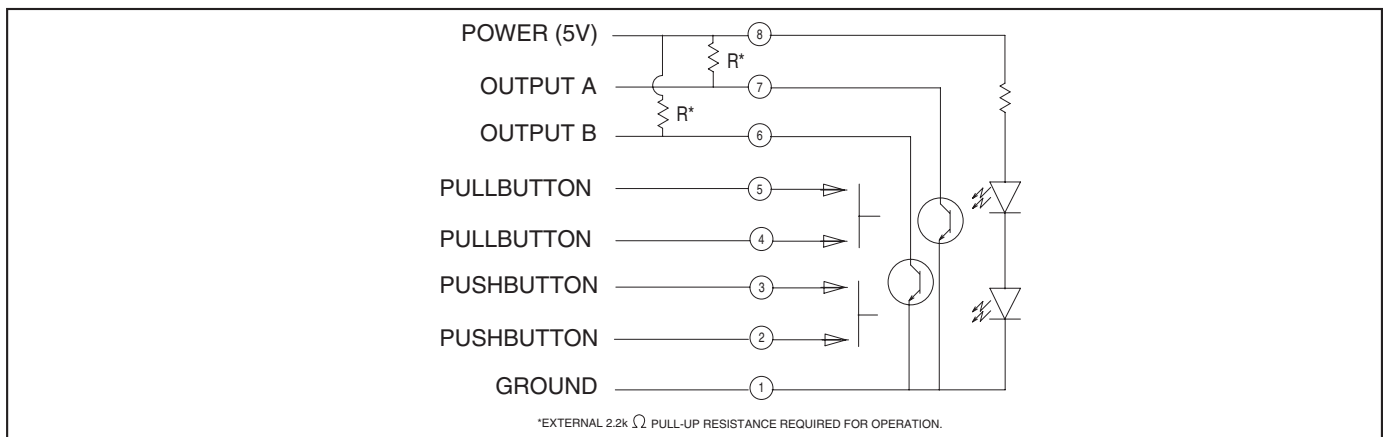 POWER (5V) 8
R*
OUTPUT A 7
R*
OUTPUT B 6
PULLBUTTON 5
PULLBUTTON 4
PUSHBUTTON 3
PUSHBUTTON 2
GROUND 1
*EXTERNAL 2.2k Ω PULL-UP RESISTANCE REQUIRED FOR OPERATION.